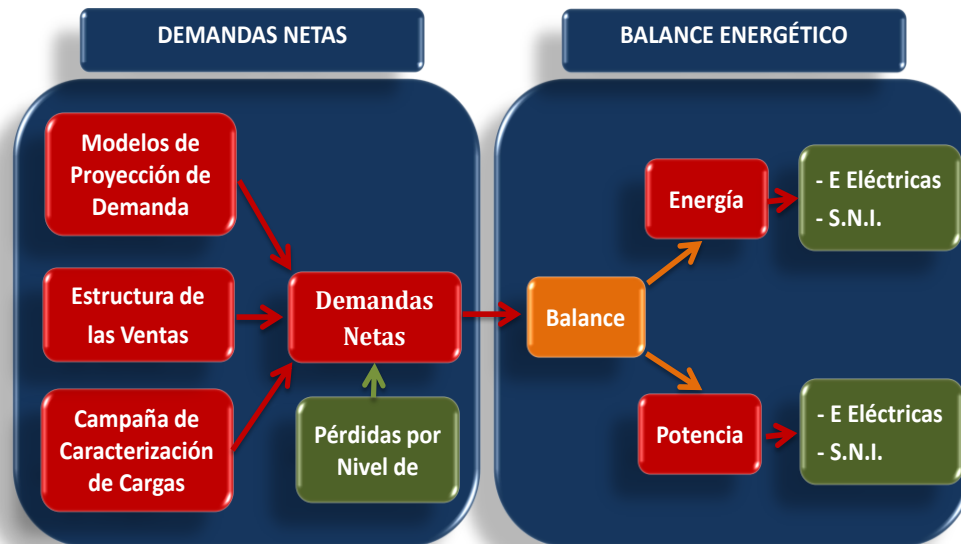 DEMANDAS NETAS
Modelos de
Proyección de
Demanda
Estructura de
las Ventas
Campaña de
Caracterización
de Cargas
Demandas
Netas
Pérdidas por
Nivel de
BALANCE ENERGÉTICO
Balance
Energía
- E Eléctricas
- S.N.I.
Potencia
- E Eléctricas
- S.N.I.